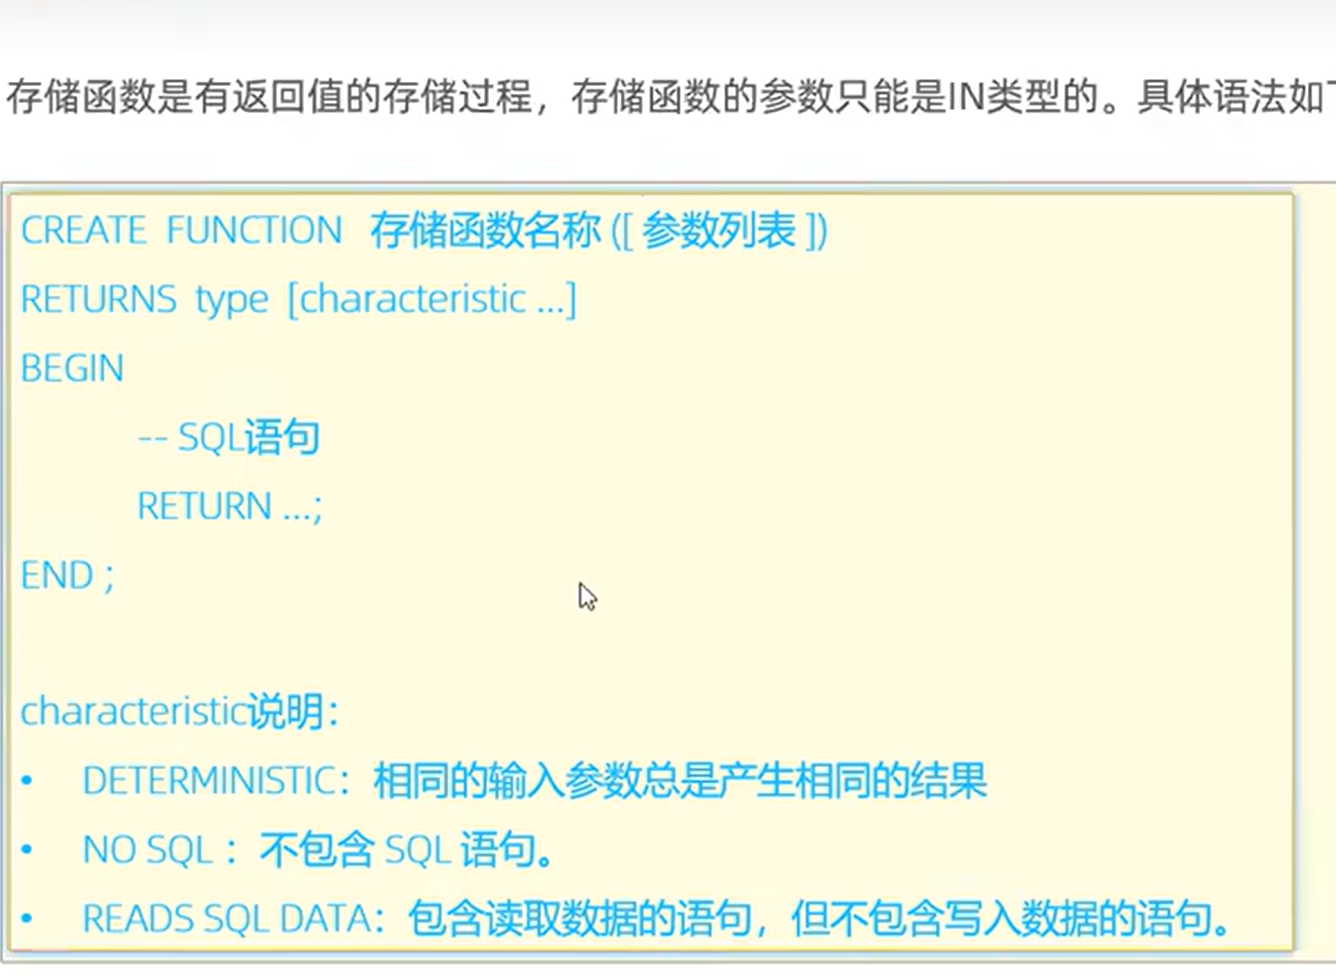 存储函数是有返回值的存储过程，存储函数的参数只能是IN类型的。具体语法如
CREATE FUNCTION 存储函数名称 ([ 参数列表 ])
RETURNS type [characteristic ...]
BEGIN
-- SQL语句
RETURN ...;
END ;
characteristic说明：
• DETERMINISTIC：相同的输入参数总是产生相同的结果
• NO SQL ：不包含 SQL 语句。
• READS SQL DATA：包含读取数据的语句，但不包含写入数据的语句。